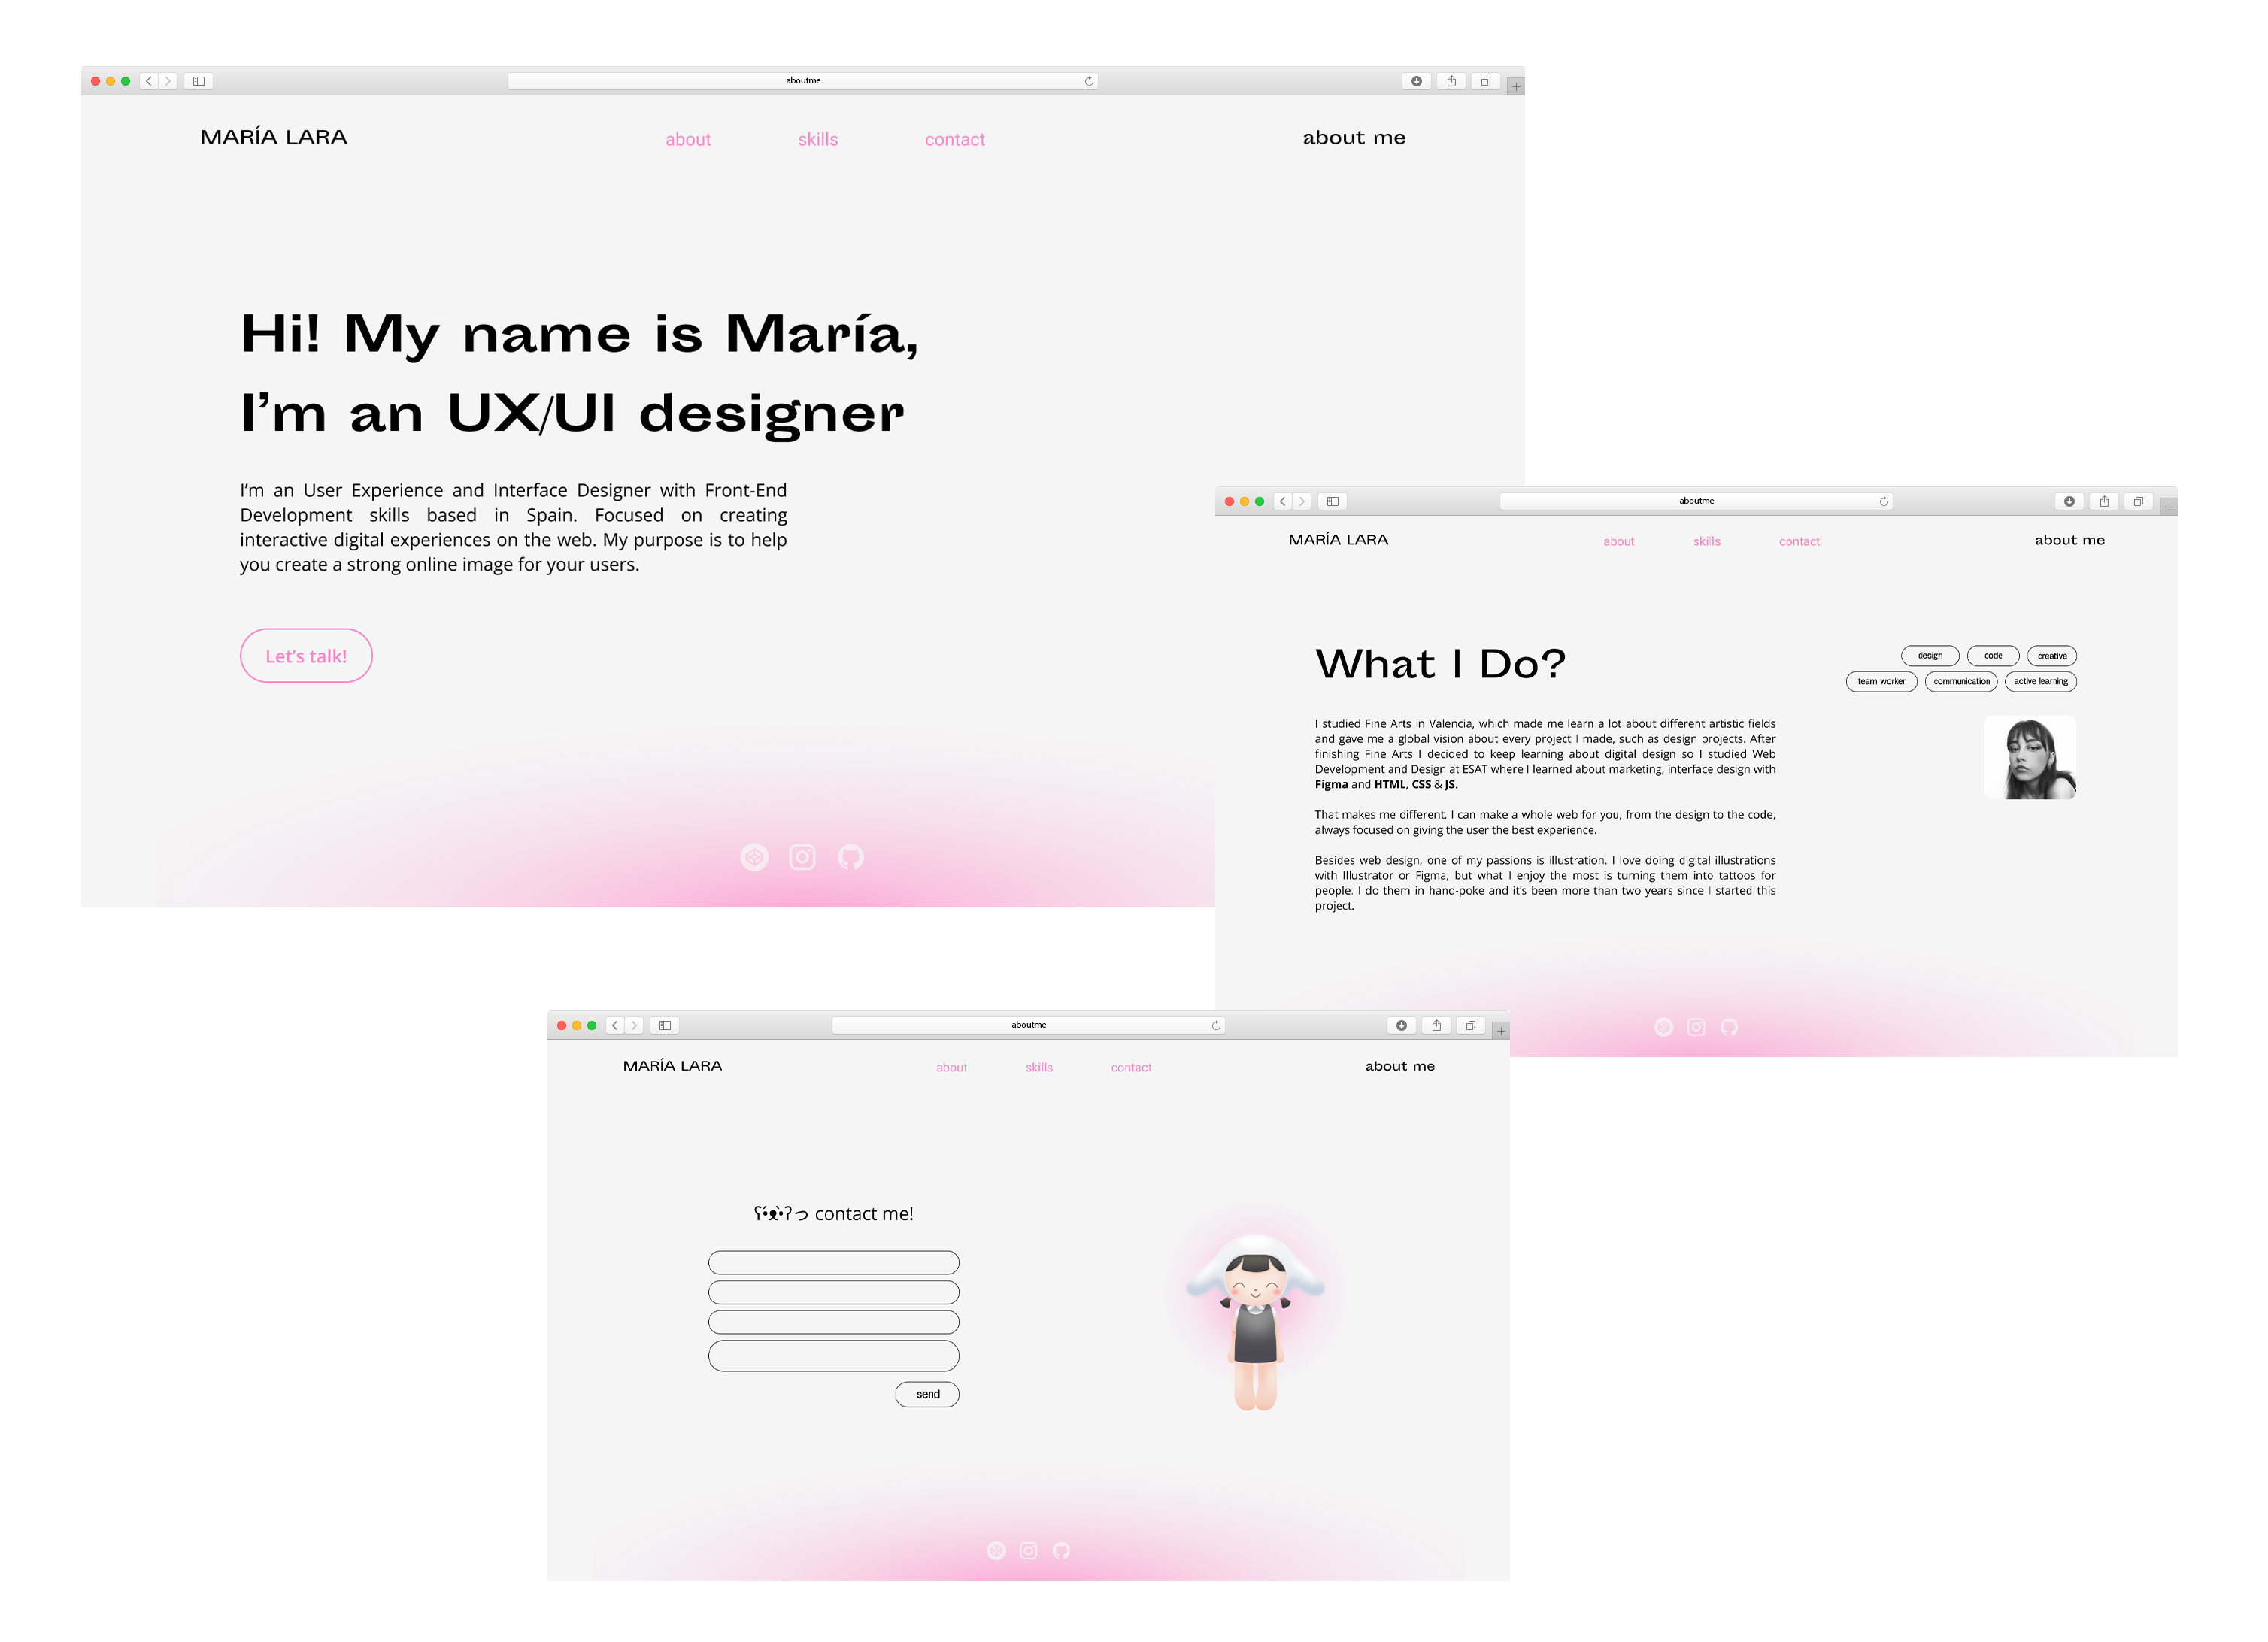 aboutme
MARÍA LARA
about skills contact
about me
Hi! My name is María,
I'm an UX/UI designer
I'm an User Experience and Interface Designer with Front-End
Development skills based in Spain. Focused on creating
interactive digital experiences on the web. My purpose is to help
you create a strong online image for your users.
Let's talk!
aboutme
MARÍA LARA
about skills contact
about me
What I Do?
design code creative
team worker communication active learning
I studied Fine Arts in Valencia, which made me learn a lot about different artistic fields
and gave me a global vision about every project I made, such as design projects. After
finishing Fine Arts I decided to keep learning about digital design so I studied Web
Development and Design at ESAT where I learned about marketing, interface design with
Figma and HTML, CSS & JS.
That makes me different, I can make a whole web for you, from the design to the code,
always focused on giving the user the best experience.
Besides web design, one of my passions is illustration. I love doing digital illustrations
with Illustrator or Figma, but what I enjoy the most is turning them into tattoos for
people. I do them in hand-poke and it's been more than two years since I started this
project.
aboutme
MARÍA LARA
about skills contact
about me
ʕ•́ᴥ•̀ʔっ contact me!
send